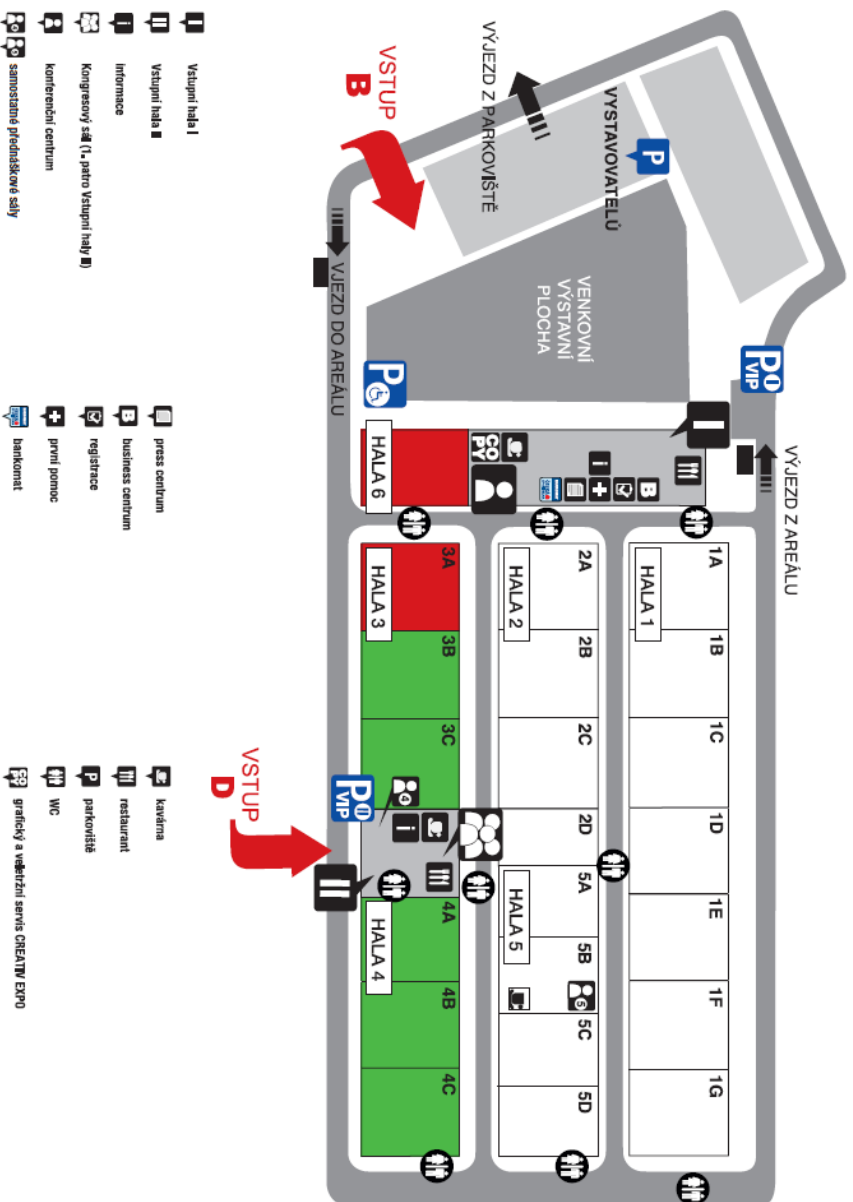 VÝJEZD Z AREÁLU
VIP
1A
1B
1C
1D
1E
1F
1G
HALA 1
VYSTAVOVATELŮ
P
VENKOVNÍ
VÝSTAVNÍ
PLOCHA
B
i
2A
2B
2C
2D
5A
5B
5C
5D
HALA 2
HALA 5
5
VÝJEZD Z PARKOVIŠTĚ
COPY
P
HALA 6
3A
3B
3C
4A
4B
4C
4
i
HALA 3
HALA 4
VIP
VJEZD DO AREÁLU
VSTUP
B
VSTUP
D
Vstupní hala I
Vstupní hala II
i informace
Kongresový sál (1. patro Vstupní haly II)
konferenční centrum
samostatné přednáškové sály
press centrum
B business centrum
registrace
první pomoc
bankomat
kavárna
restaurant
P parkoviště
WC
COPY grafický a veletržní servis CREATIV EXPO